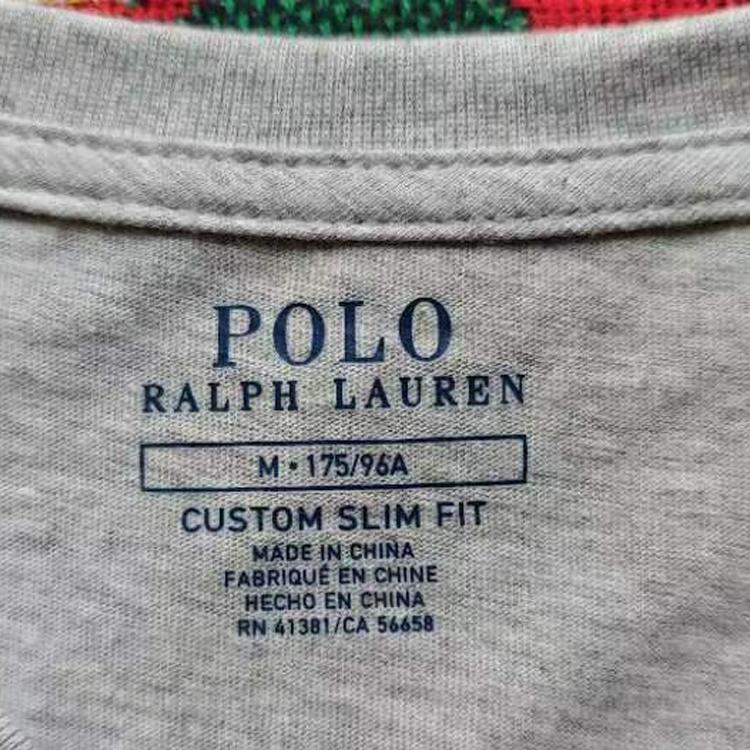 POLO
RALPH LAUREN
M • 175/96A
CUSTOM SLIM FIT
MADE IN CHINA
FABRIQUÉ EN CHINE
HECHO EN CHINA
RN 41381/CA 56658